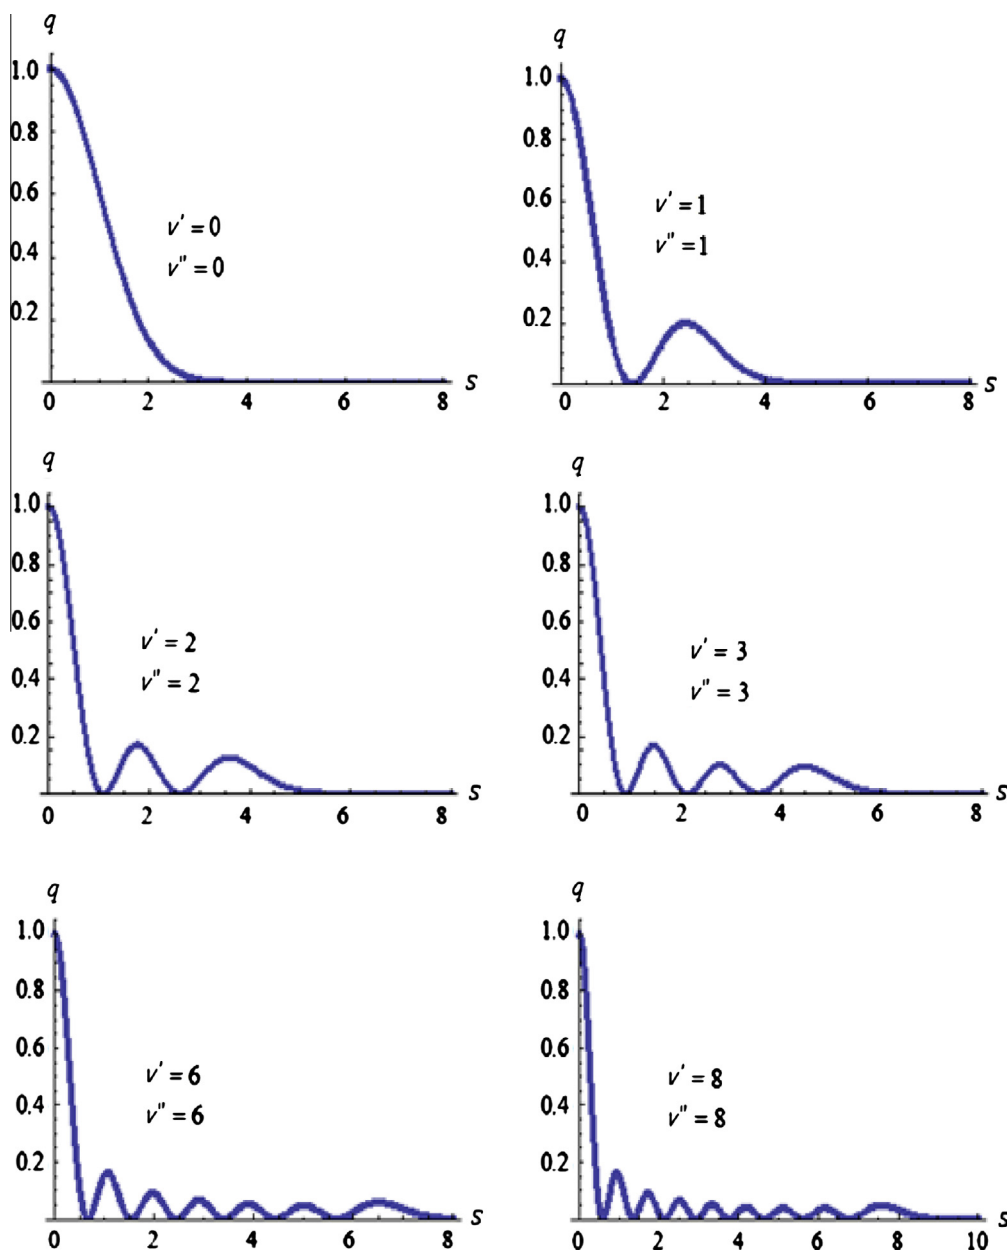 q
1.0
0.8
0.6
0.4
0.2
v' = 0
v" = 0
0 2 4 6 8 s
q
1.0
0.8
0.6
0.4
0.2
v' = 1
v" = 1
0 2 4 6 8 s
q
1.0
0.8
0.6
0.4
0.2
v' = 2
v" = 2
0 2 4 6 8 s
q
1.0
0.8
0.6
0.4
0.2
v' = 3
v" = 3
0 2 4 6 8 s
q
1.0
0.8
0.6
0.4
0.2
v' = 6
v" = 6
0 2 4 6 8 s
q
1.0
0.8
0.6
0.4
0.2
v' = 8
v" = 8
0 2 4 6 8 10 s